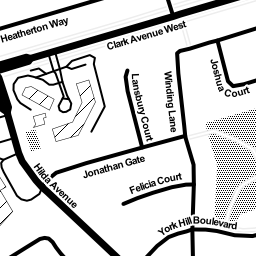 Heatherton Way
Clark Avenue West
Joshua
Court
Lansbury Court
Winding Lane
Jonathan Gate
Hilda Avenue
Felicia Court
York Hill Boulevard